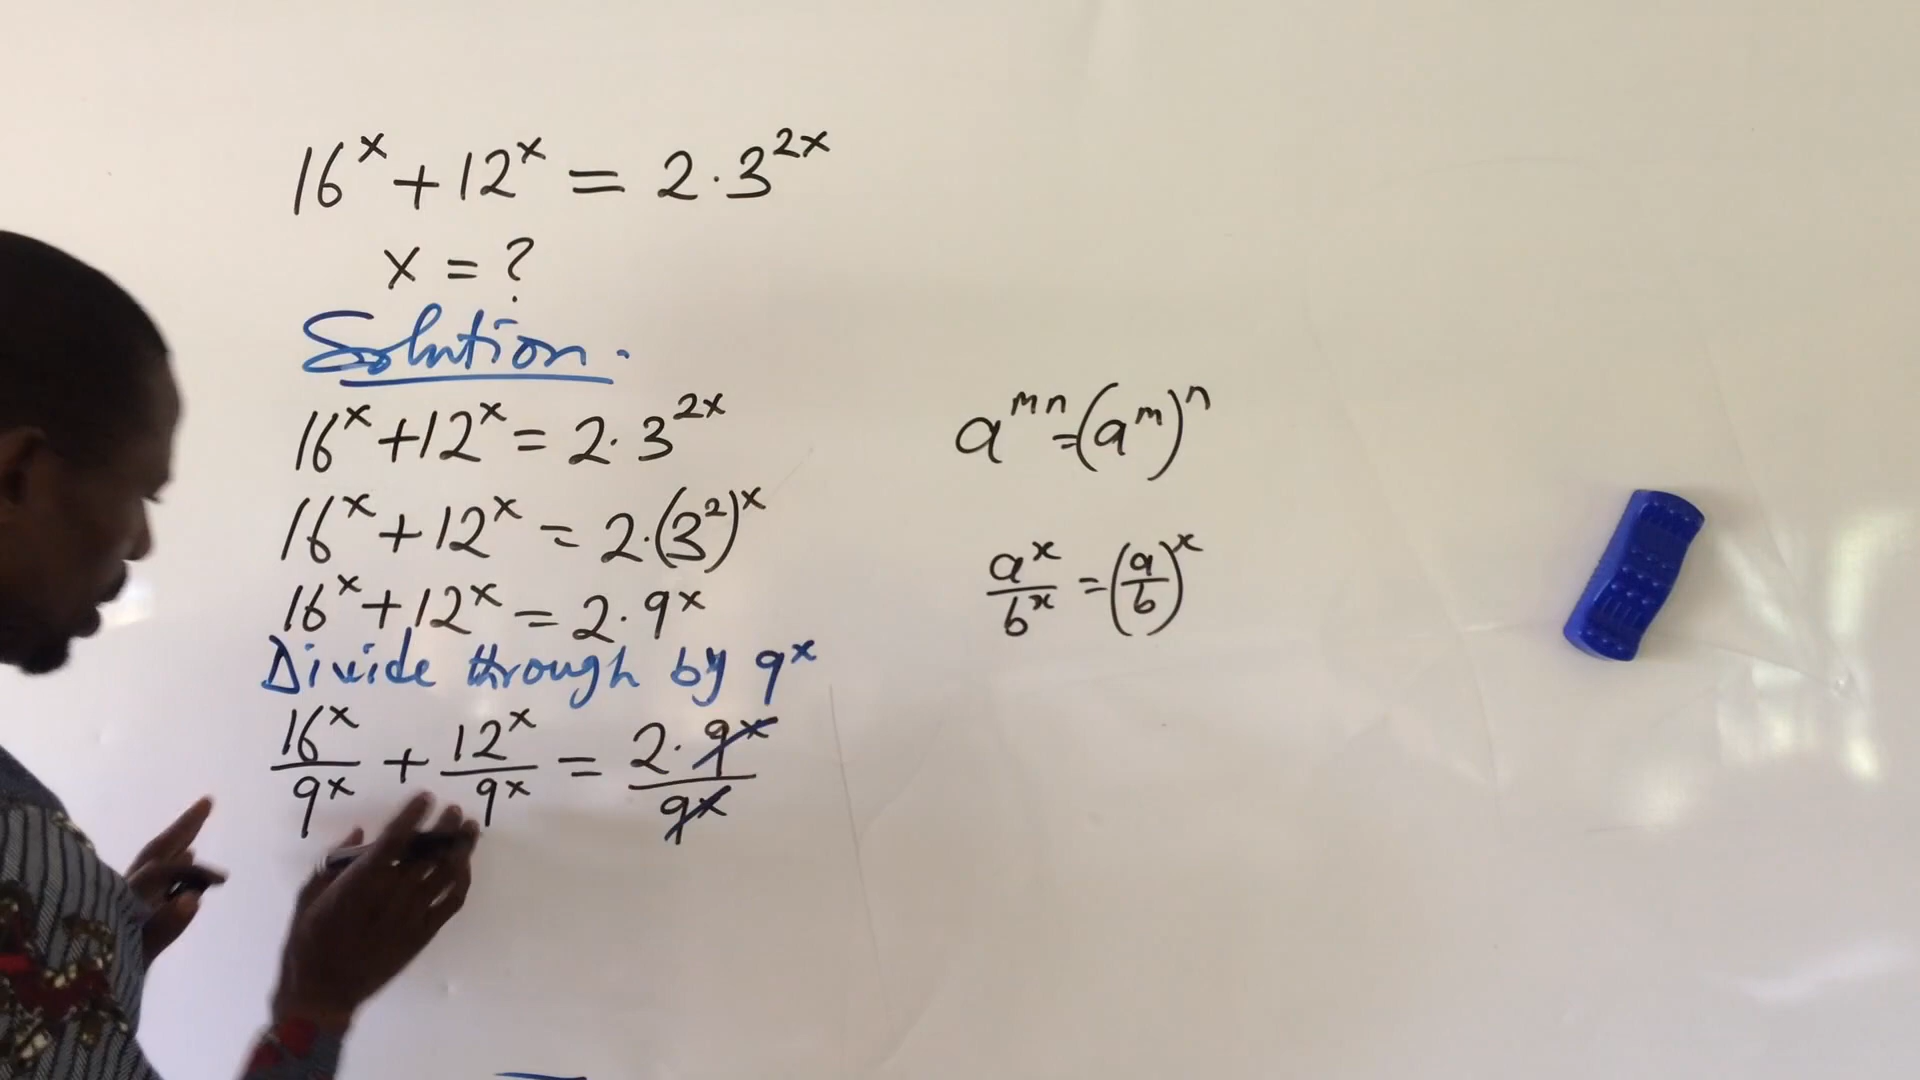 16^x + 12^x = 2·3^{2x}
x = ?
Solution.
16^x + 12^x = 2·3^{2x}
16^x + 12^x = 2·(3^2)^x
16^x + 12^x = 2·9^x
Divide through by 9^x
16^x/9^x + 12^x/9^x = 2·9^x/9^x
a^{mn} = (a^m)^n
a^x/b^x = (a/b)^x